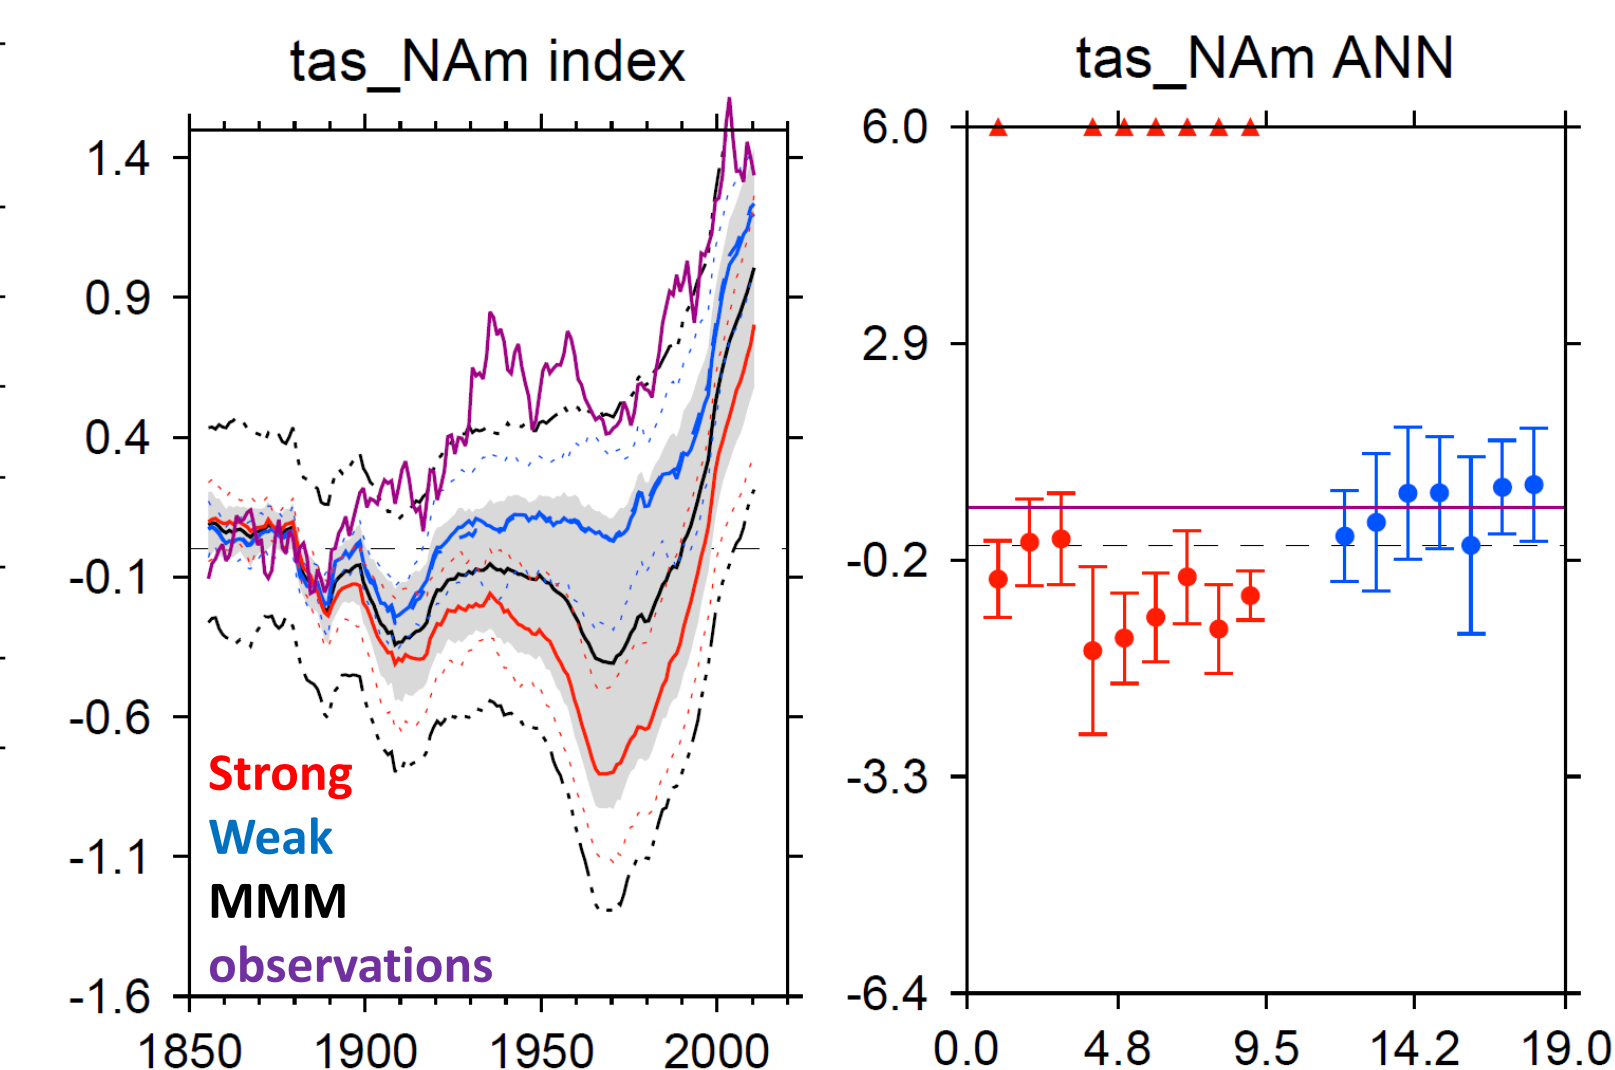 tas_NAm index
1.4
0.9
0.4
-0.1
-0.6
-1.1
-1.6
Strong
Weak
MMM
observations
1850 1900 1950 2000
tas_NAm ANN
6.0
2.9
-0.2
-3.3
-6.4
0.0 4.8 9.5 14.2 19.0